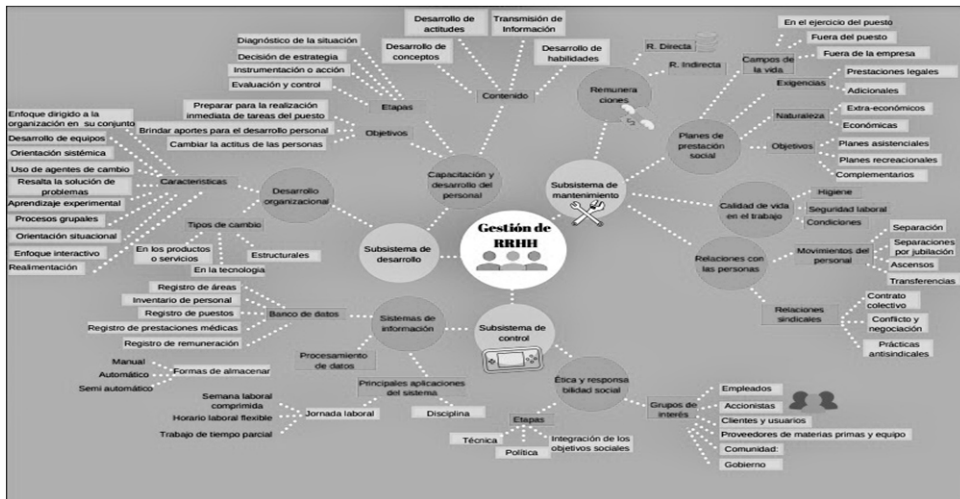 Gestión de
RRHH
Subsistema de
desarrollo
Capacitación y
desarrollo del
personal
Contenido
Desarrollo de
conceptos
Desarrollo de
actitudes
Transmisión de
Información
Desarrollo de
habilidades
Etapas
Diagnóstico de la situación
Decisión de estrategia
Instrumentación o acción
Evaluación y control
Objetivos
Preparar para la realización
inmediata de tareas del puesto
Brindar aportes para el desarrollo personal
Cambiar la actitus de las personas
Desarrollo
organizacional
Características
Enfoque dirigido a la
organización en su conjunto
Desarrollo de equipos
Orientación sistémica
Uso de agentes de cambio
Resalta la solución de
problemas
Aprendizaje experimental
Procesos grupales
Orientación situacional
Enfoque interactivo
Realimentación
Tipos de cambio
En los productos
o servicios
En la tecnología
Estructurales
Subsistema de
mantenimiento
Remunera
ciones
R. Directa
R. Indirecta
Planes de
prestación
social
Campos de
la vida
En el ejercicio del puesto
Fuera del puesto
Fuera de la empresa
Exigencias
Prestaciones legales
Adicionales
Naturaleza
Extra-económicos
Económicas
Objetivos
Planes asistenciales
Planes recreacionales
Complementarios
Calidad de vida
en el trabajo
Higiene
Seguridad laboral
Condiciones
Relaciones con
las personas
Movimientos del
personal
Separación
Separaciones
por jubilación
Ascensos
Transferencias
Relaciones
sindicales
Contrato
colectivo
Conflicto y
negociación
Prácticas
antisindicales
Subsistema de
control
Sistemas de
información
Banco de datos
Registro de áreas
Inventario de personal
Registro de puestos
Registro de prestaciones médicas
Registro de remuneración
Procesamiento
de datos
Formas de almacenar
Manual
Automático
Semi automático
Principales aplicaciones
del sistema
Jornada laboral
Semana laboral
comprimida
Horario laboral flexible
Trabajo de tiempo parcial
Disciplina
Ética y responsa
bilidad social
Etapas
Técnica
Política
Integración de los
objetivos sociales
Grupos de
interés
Empleados
Accionistas
Clientes y usuarios
Proveedores de materias primas y equipo
Comunidad:
Gobierno